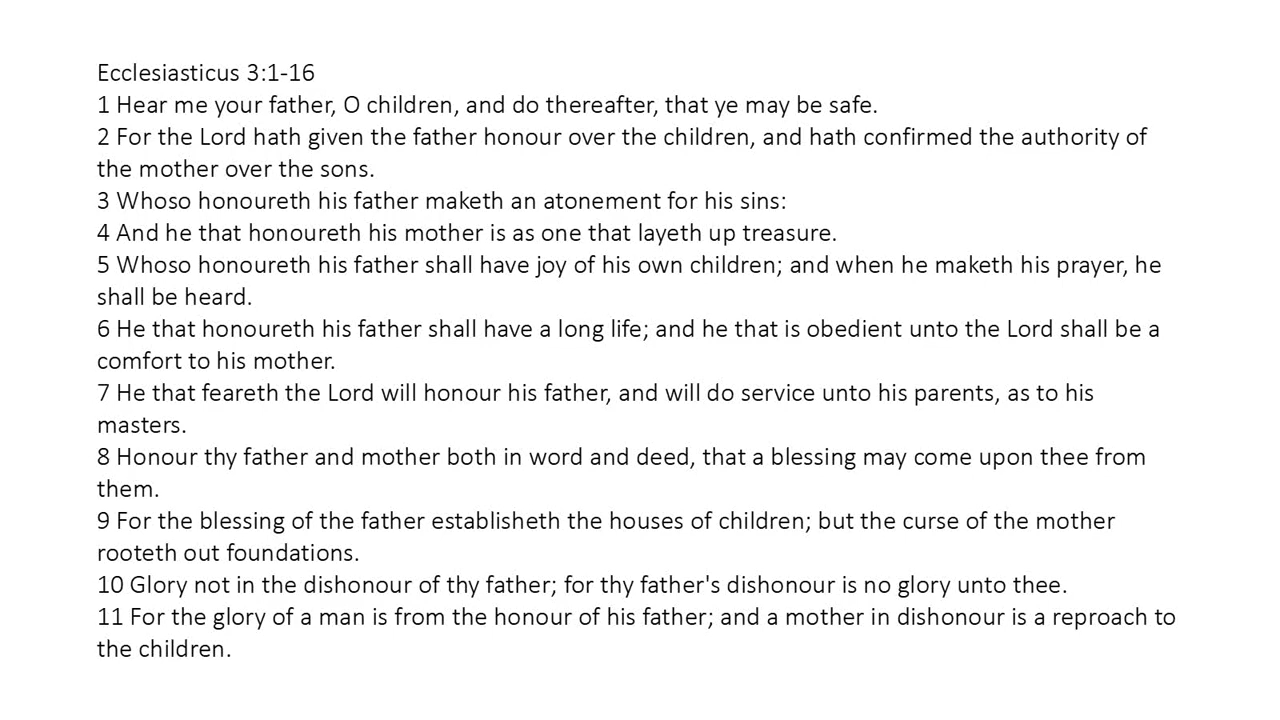 Ecclesiasticus 3:1-16
1 Hear me your father, O children, and do thereafter, that ye may be safe.
2 For the Lord hath given the father honour over the children, and hath confirmed the authority of
the mother over the sons.
3 Whoso honoureth his father maketh an atonement for his sins:
4 And he that honoureth his mother is as one that layeth up treasure.
5 Whoso honoureth his father shall have joy of his own children; and when he maketh his prayer, he
shall be heard.
6 He that honoureth his father shall have a long life; and he that is obedient unto the Lord shall be a
comfort to his mother.
7 He that feareth the Lord will honour his father, and will do service unto his parents, as to his
masters.
8 Honour thy father and mother both in word and deed, that a blessing may come upon thee from
them.
9 For the blessing of the father establisheth the houses of children; but the curse of the mother
rooteth out foundations.
10 Glory not in the dishonour of thy father; for thy father's dishonour is no glory unto thee.
11 For the glory of a man is from the honour of his father; and a mother in dishonour is a reproach to
the children.